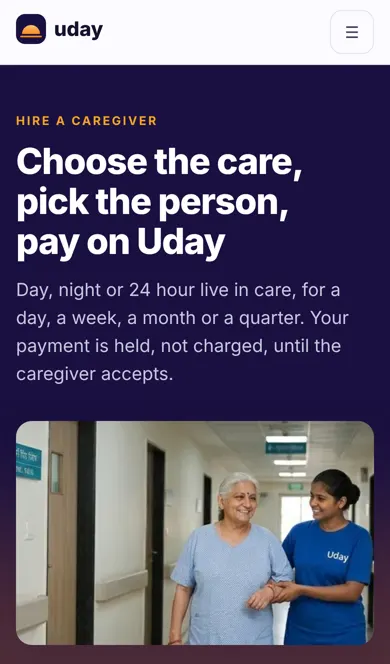 uday
HIRE A CAREGIVER
Choose the care,
pick the person,
pay on Uday
Day, night or 24 hour live in care, for a
day, a week, a month or a quarter. Your
payment is held, not charged, until the
caregiver accepts.
Uday